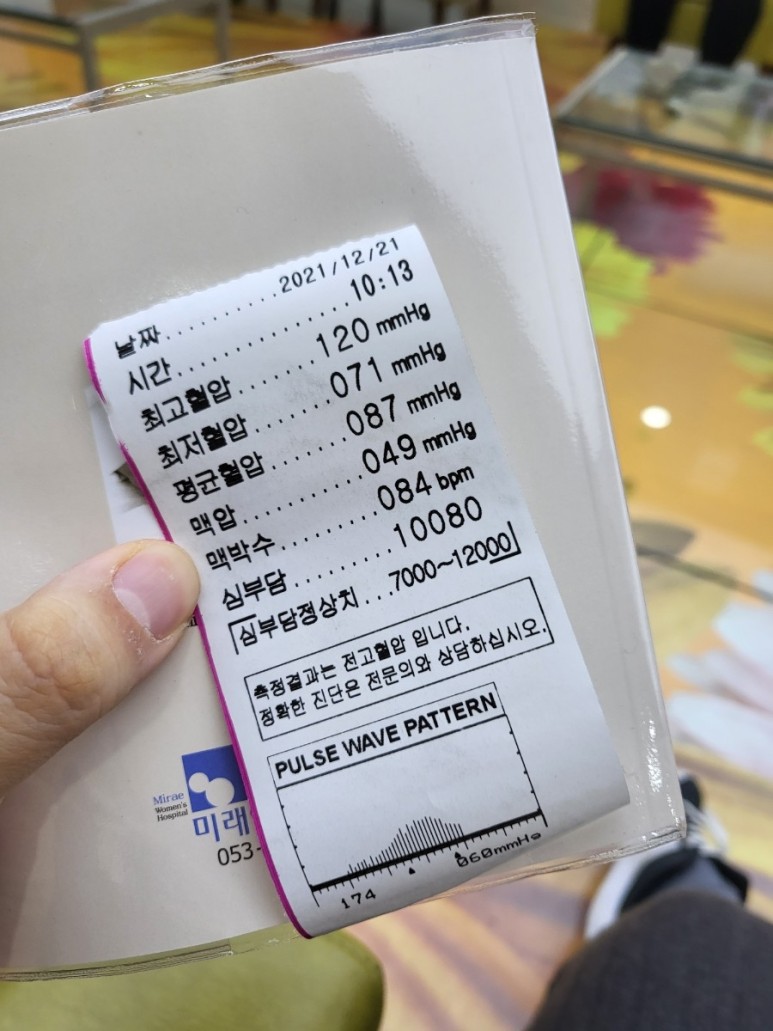 날짜..........2021/12/21
시간................10:13
최고혈압........120 mmHg
최저혈압........071 mmHg
평균혈압........087 mmHg
맥압............049 mmHg
맥박수..........084 bpm
심부담..........10080
심부담정상치...7000~12000
측정결과는 전고혈압 입니다.
정확한 진단은 전문의와 상담하십시오.
PULSE WAVE PATTERN
174
060mmHg
Mirae
Women's
Hospital
미래
053-